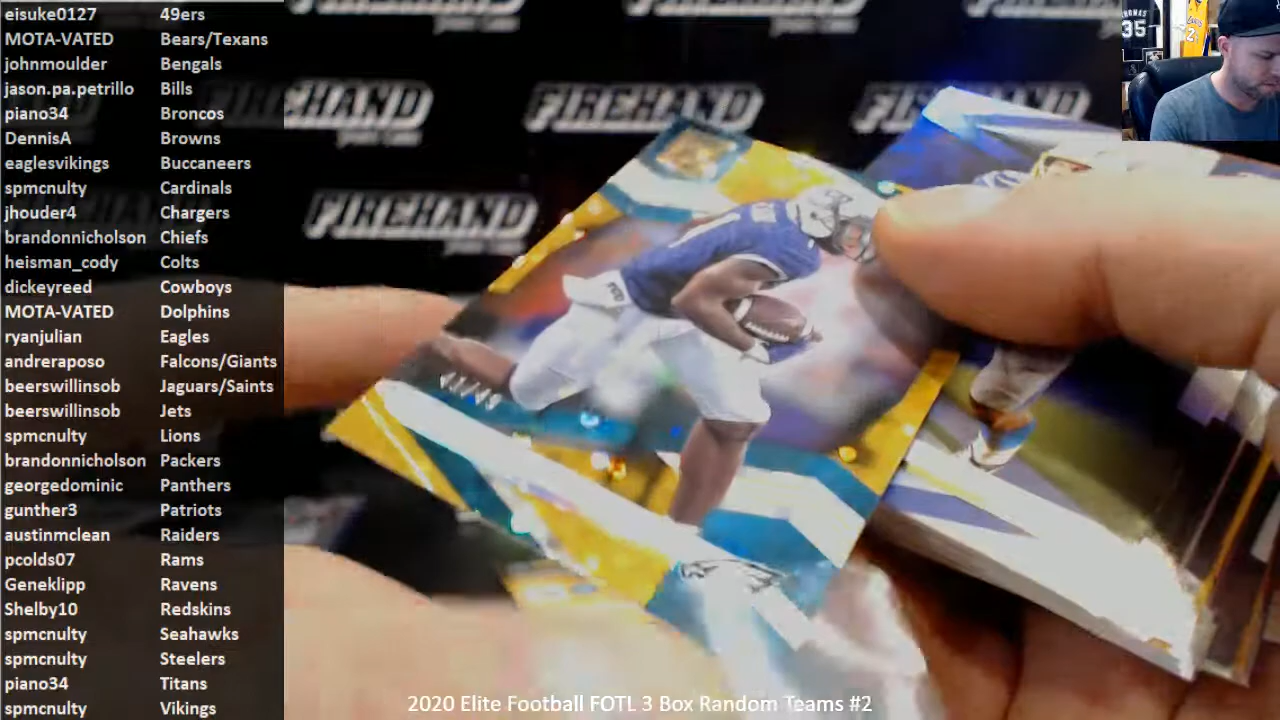 eisuke0127 49ers
MOTA-VATED Bears/Texans
johnmoulder Bengals
jason.pa.petrillo Bills
piano34 Broncos
DennisA Browns
eaglesvikings Buccaneers
spmcnulty Cardinals
jhouder4 Chargers
brandonnicholson Chiefs
heisman_cody Colts
dickeyreed Cowboys
MOTA-VATED Dolphins
ryanjulian Eagles
andreraposo Falcons/Giants
beerswillinsob Jaguars/Saints
beerswillinsob Jets
spmcnulty Lions
brandonnicholson Packers
georgedominic Panthers
gunther3 Patriots
austinmclean Raiders
pcolds07 Rams
Geneklipp Ravens
Shelby10 Redskins
spmcnulty Seahawks
spmcnulty Steelers
piano34 Titans
spmcnulty Vikings
FIREHAND
FIREHAND
FIREHAND
FIREHAND
35
2020 Elite Football FOTL 3 Box Random Teams #2